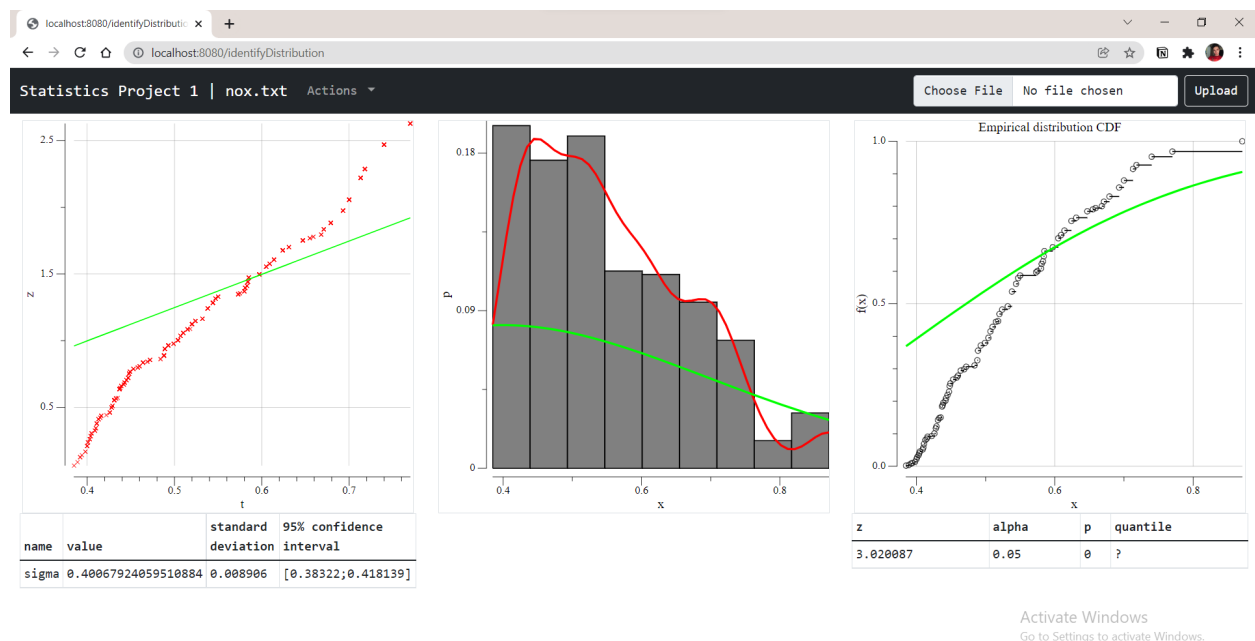 localhost:8080/identifyDistributio
localhost:8080/identifyDistribution
Statistics Project 1 | nox.txt Actions
Choose File No file chosen Upload
2.5
1.5
0.5
z
0.4 0.5 0.6 0.7
t
0.18
0.09
0
p
0.4 0.6 0.8
x
Empirical distribution CDF
1.0
0.5
0.0
f(x)
0.4 0.6 0.8
x
name value standard deviation 95% confidence interval
sigma 0.40067924059510884 0.008906 [0.38322;0.418139]
z alpha p quantile
3.020087 0.05 0 ?
Activate Windows
Go to Settings to activate Windows.